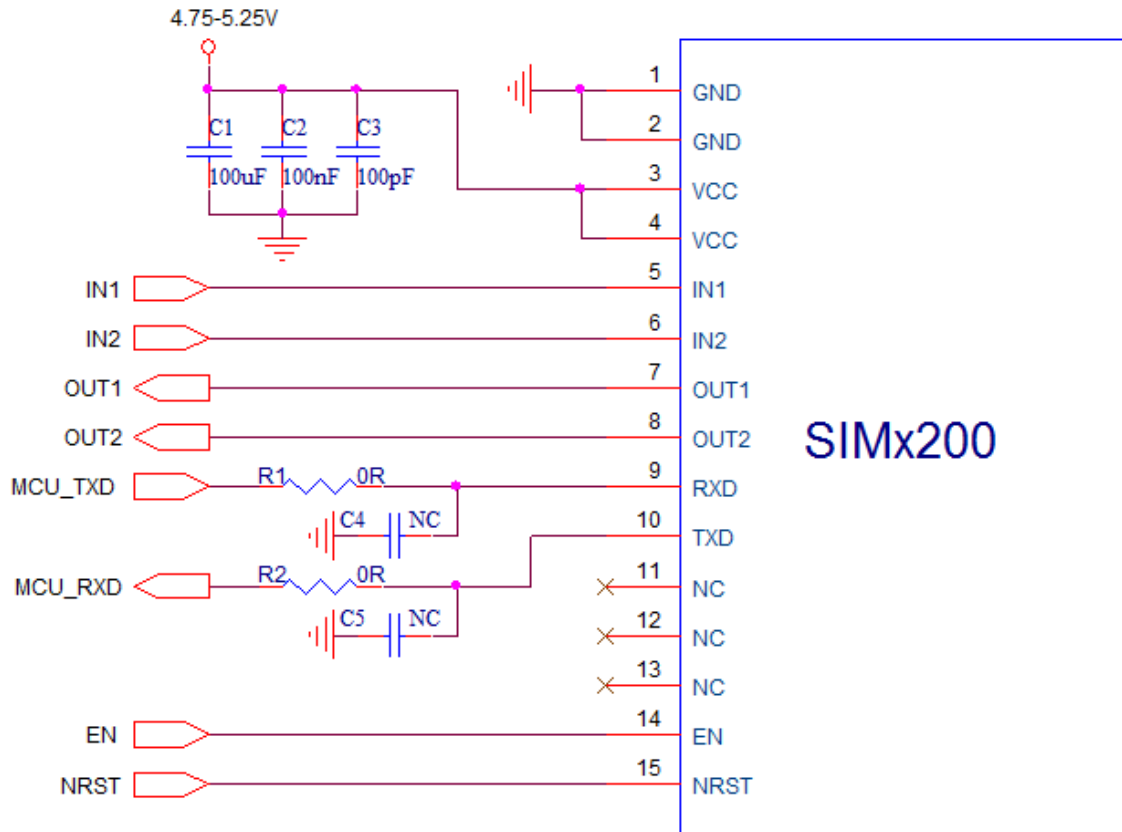 4.75-5.25V
C1 C2 C3
100uF 100nF 100pF
1 GND
2 GND
3 VCC
4 VCC
IN1 5 IN1
IN2 6 IN2
OUT1 7 OUT1
OUT2 8 OUT2
SIMx200
MCU_TXD R1 0R 9 RXD
C4 NC 10 TXD
MCU_RXD R2 0R 11 NC
C5 NC 12 NC
13 NC
EN 14 EN
NRST 15 NRST